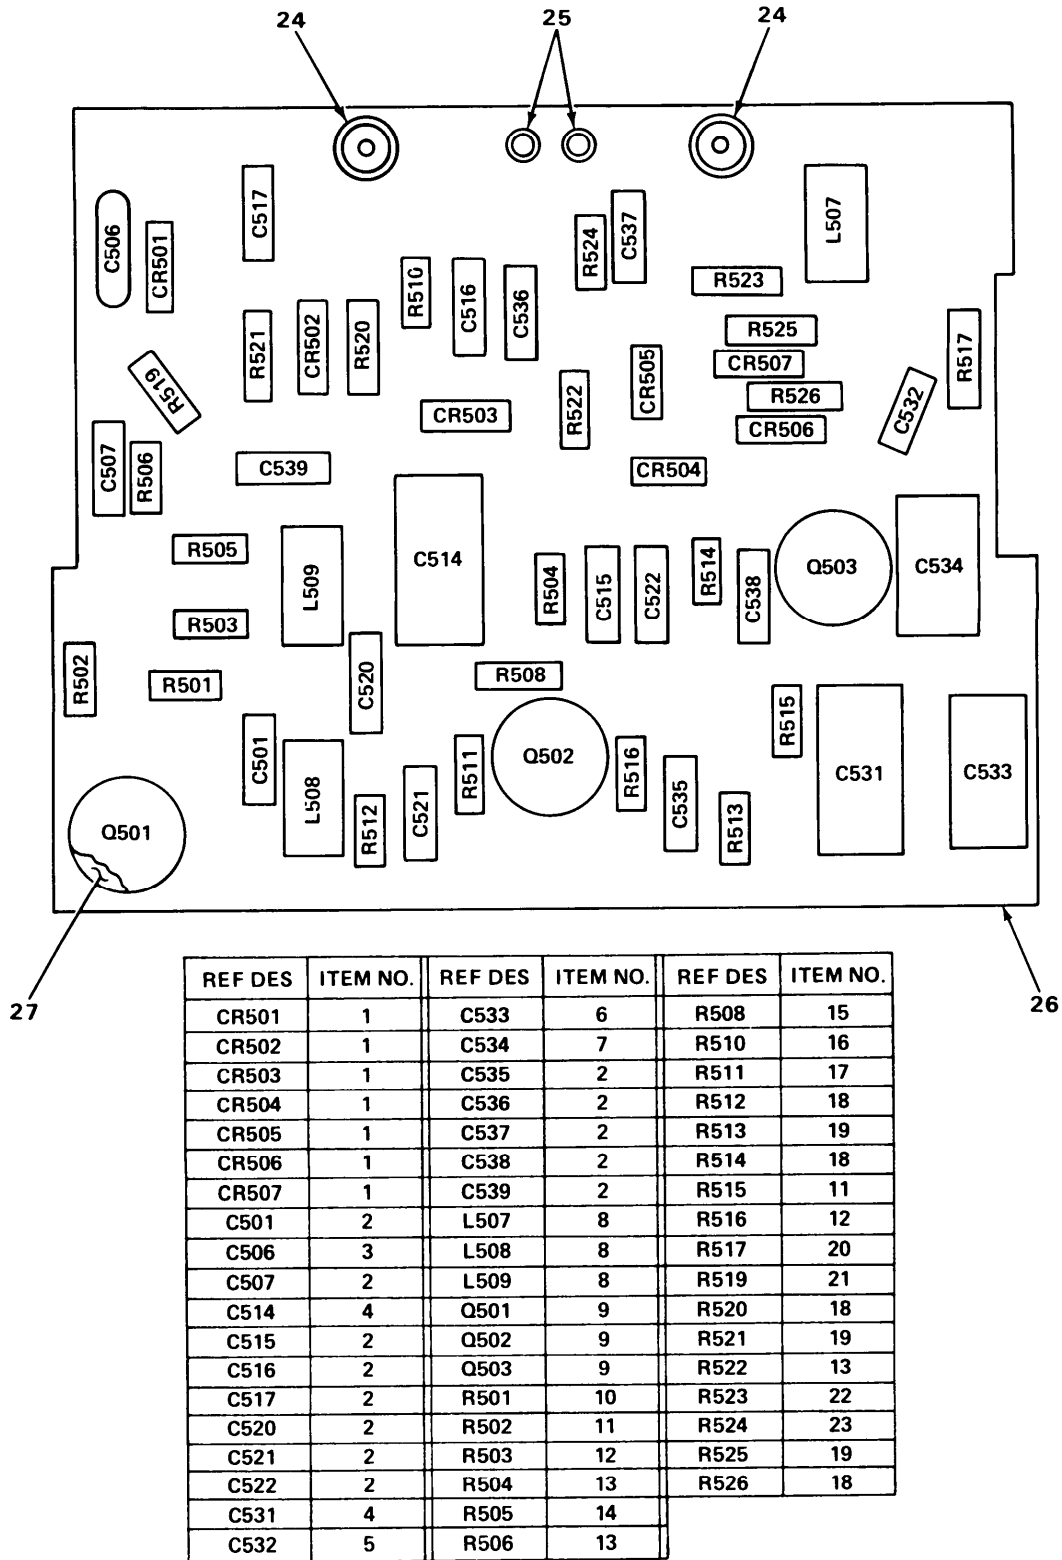 24 25 24
C506
CR501
C517
R510
C516
C536
R524
C537
L507
R523
R521
CR502
R520
R519
CR503
R522
CR505
R525
CR507
R526
CR506
C532
R517
C507
R506
C539
CR504
R505
L509
C514
R504
C515
C522
R514
C538
Q503
C534
R503
R502
R501
C520
R508
C501
L508
R512
C521
R511
Q502
R516
C535
R513
R515
C531
C533
Q501
27
26
REF DES ITEM NO. REF DES ITEM NO. REF DES ITEM NO.
CR501 1 C533 6 R508 15
CR502 1 C534 7 R510 16
CR503 1 C535 2 R511 17
CR504 1 C536 2 R512 18
CR505 1 C537 2 R513 19
CR506 1 C538 2 R514 18
CR507 1 C539 2 R515 11
C501 2 L507 8 R516 12
C506 3 L508 8 R517 20
C507 2 L509 8 R519 21
C514 4 Q501 9 R520 18
C515 2 Q502 9 R521 19
C516 2 Q503 9 R522 13
C517 2 R501 10 R523 22
C520 2 R502 11 R524 23
C521 2 R503 12 R525 19
C522 2 R504 13 R526 18
C531 4 R505 14
C532 5 R506 13